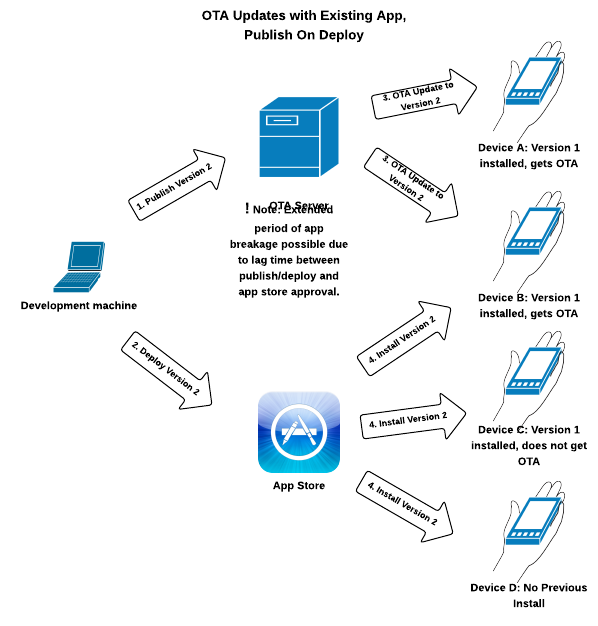 OTA Updates with Existing App,
Publish On Deploy
3. OTA Update to
Version 2
Device A: Version 1
installed, gets OTA
1. Publish Version 2
3. OTA Update to
Version 2
OTA Server
! Note: Extended
period of app
breakage possible due
to lag time between
publish/deploy and
app store approval.
Development machine
Device B: Version 1
installed, gets OTA
2. Deploy Version 2
4. Install Version 2
4. Install Version 2
Device C: Version 1
installed, does not get
OTA
App Store
4. Install Version 2
Device D: No Previous
Install